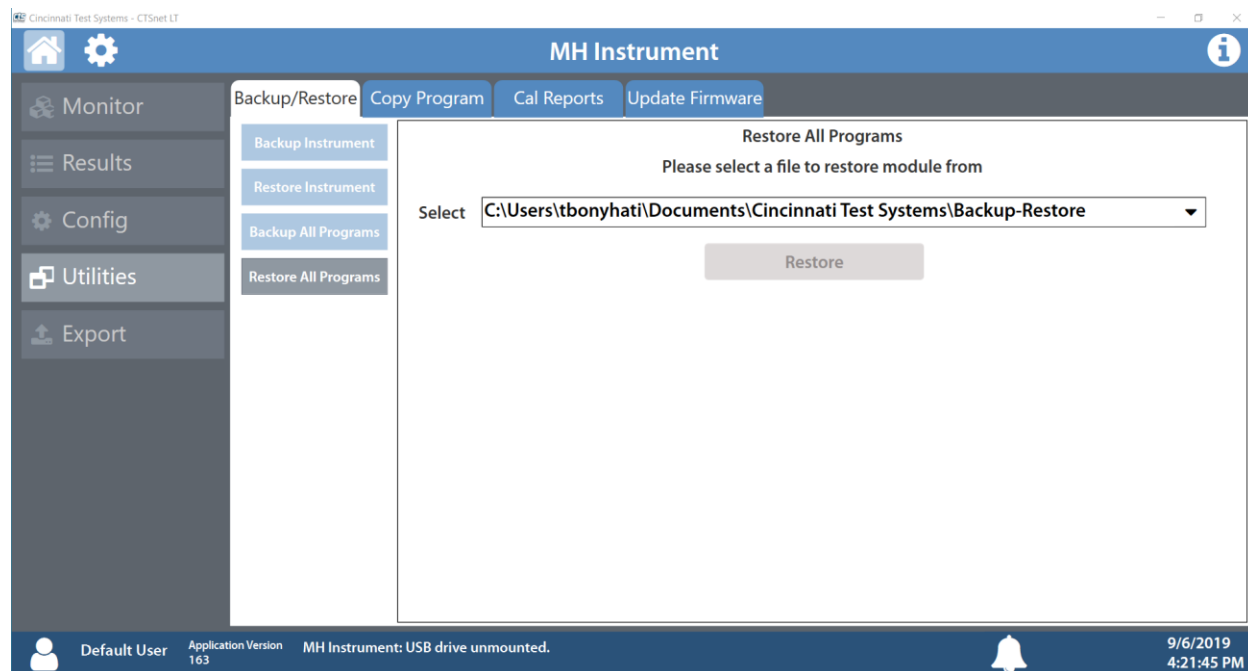 Cincinnati Test Systems - CTSnet LT
MH Instrument
Monitor
Results
Config
Utilities
Export
Backup/Restore Copy Program Cal Reports Update Firmware
Backup Instrument
Restore Instrument
Backup All Programs
Restore All Programs
Restore All Programs
Please select a file to restore module from
Select C:\Users\tbonyhati\Documents\Cincinnati Test Systems\Backup-Restore
Restore
Default User
Application Version
163
MH Instrument: USB drive unmounted.
9/6/2019
4:21:45 PM